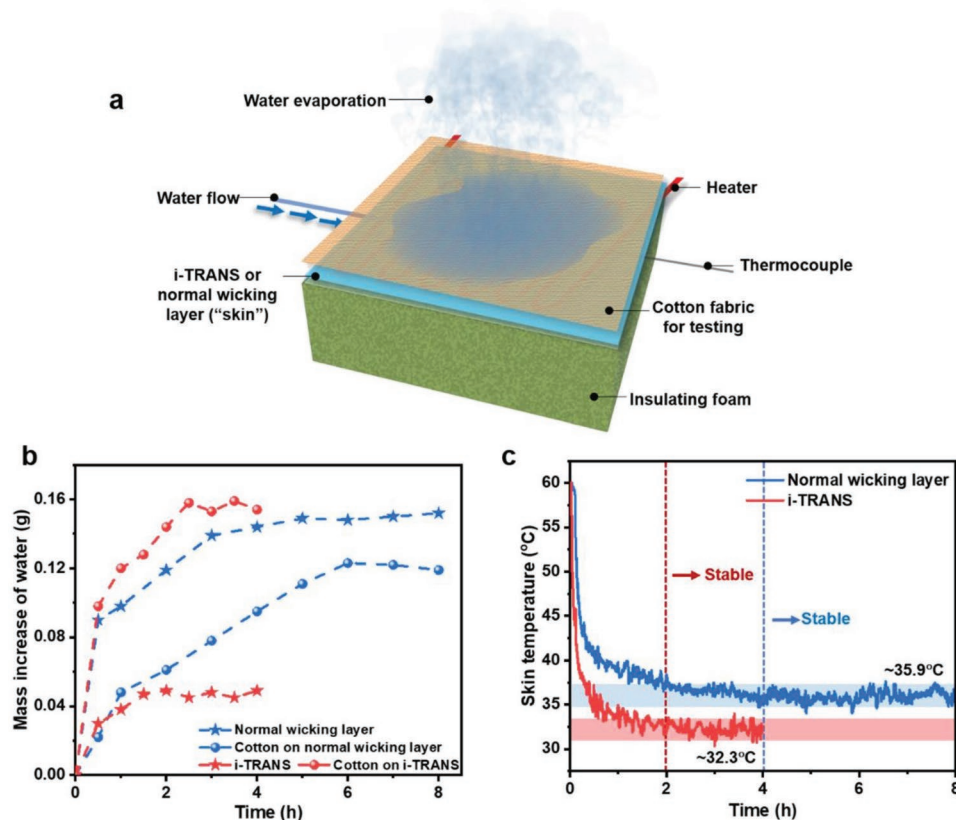 a
Water evaporation
Water flow
Heater
Thermocouple
i-TRANS or
normal wicking
layer (“skin”)
Cotton fabric
for testing
Insulating foam
b
Mass increase of water (g)
0.16
0.12
0.08
0.04
0.00
Normal wicking layer
Cotton on normal wicking layer
i-TRANS
Cotton on i-TRANS
0
2
4
6
8
Time (h)
c
Skin temperature (°C)
60
55
50
45
40
35
30
Normal wicking layer
i-TRANS
Stable
Stable
~35.9°C
~32.3°C
0
2
4
6
8
Time (h)